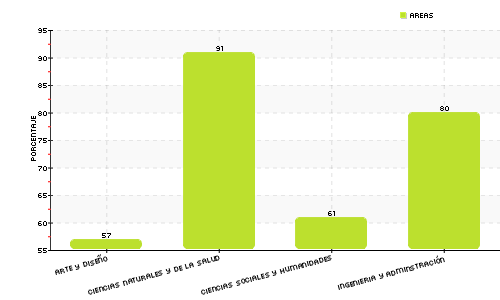 AREAS
95
90
85
80
75
70
65
60
55
PORCENTAJE
57
91
61
80
ARTE Y DISEÑO
CIENCIAS NATURALES Y DE LA SALUD
CIENCIAS SOCIALES Y HUMANIDADES
INGENIERIA Y ADMINSTRACIÓN